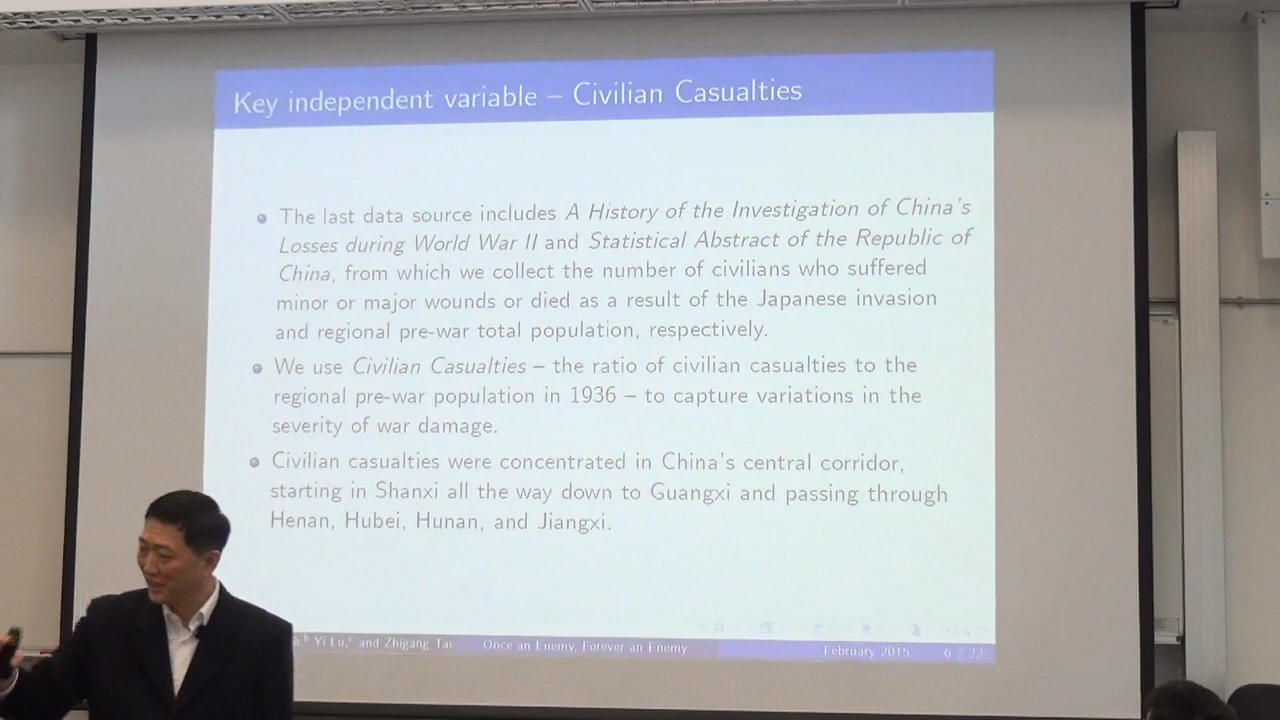 Key independent variable – Civilian Casualties
The last data source includes A History of the Investigation of China's
Losses during World War II and Statistical Abstract of the Republic of
China, from which we collect the number of civilians who suffered
minor or major wounds or died as a result of the Japanese invasion
and regional pre-war total population, respectively.
We use Civilian Casualties – the ratio of civilian casualties to the
regional pre-war population in 1936 – to capture variations in the
severity of war damage.
Civilian casualties were concentrated in China's central corridor,
starting in Shanxi all the way down to Guangxi and passing through
Henan, Hubei, Hunan, and Jiangxi.
Yi Lu,c and Zhigang Tao Once an Enemy, Forever an Enemy February 2015 6 / 22